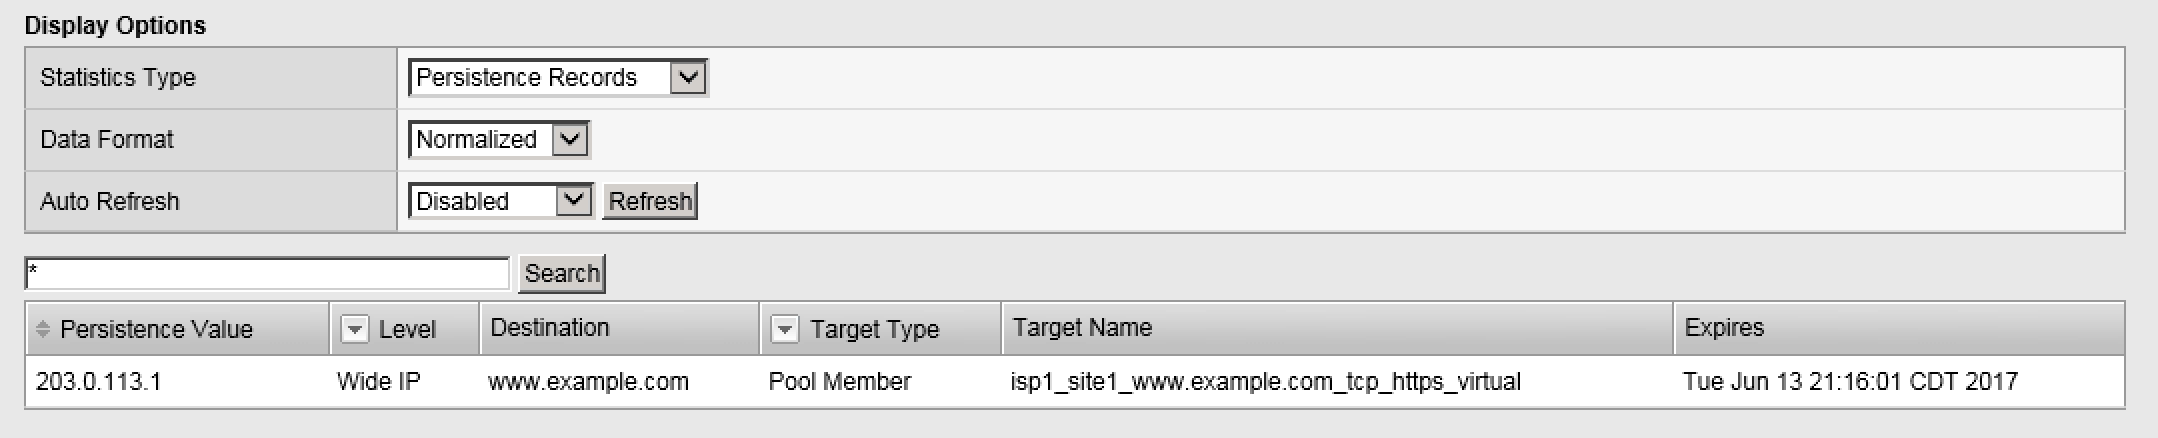 Display Options
Statistics Type Persistence Records
Data Format Normalized
Auto Refresh Disabled Refresh
* Search
Persistence Value Level Destination Target Type Target Name Expires
203.0.113.1 Wide IP www.example.com Pool Member isp1_site1_www.example.com_tcp_https_virtual Tue Jun 13 21:16:01 CDT 2017